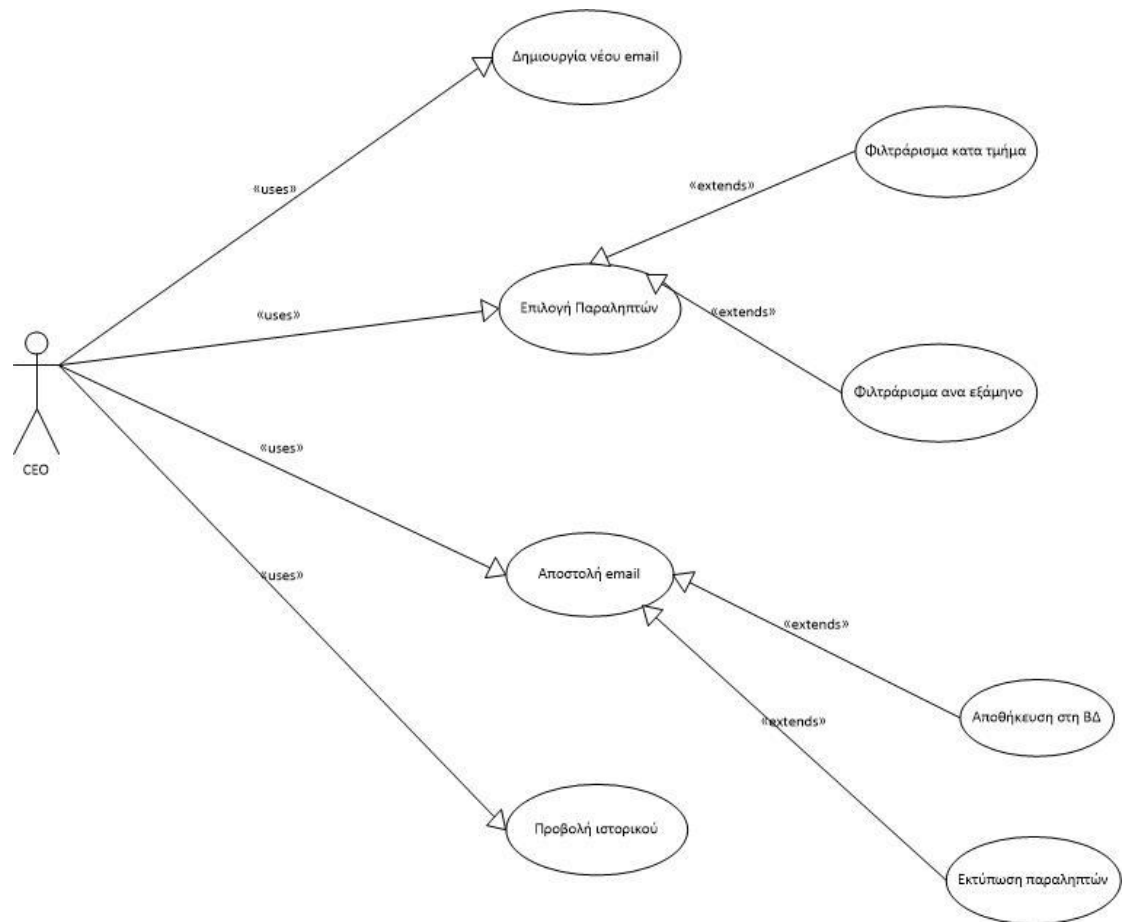 Δημιουργία νέου email
Φιλτράρισμα κατα τμήμα
«uses»
«extends»
Επιλογή Παραληπτών
«uses»
«extends»
Φιλτράρισμα ανα εξάμηνο
«uses»
CEO
Αποστολή email
«uses»
«extends»
Αποθήκευση στη ΒΔ
«extends»
Προβολή ιστορικού
Εκτύπωση παραληπτών